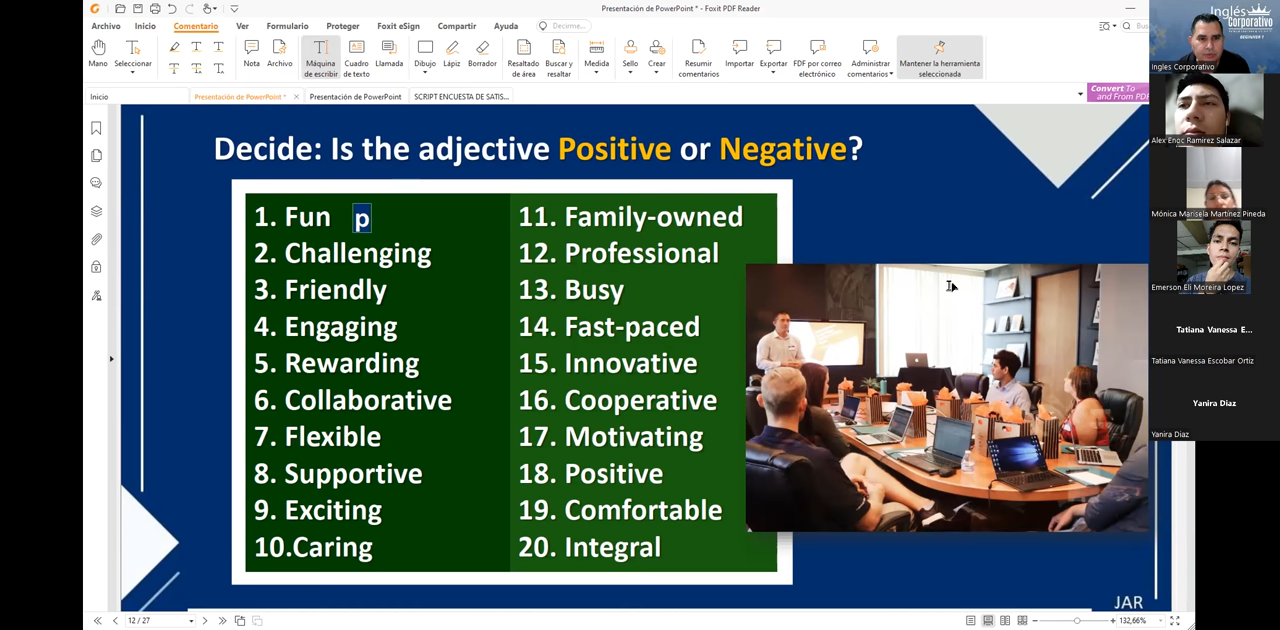 Presentación de PowerPoint * - Foxit PDF Reader
Archivo Inicio Comentario Ver Formulario Proteger Foxit eSign Compartir Ayuda Decirme...
Mano Seleccionar Nota Archivo Máquina de escribir Cuadro de texto Llamada Dibujo Lápiz Borrador Resaltado de área Buscar y resaltar Medida Sello Crear Resumir comentarios Importar Exportar PDF por correo electrónico Administrar comentarios Mantener la herramienta seleccionada
Inicio Presentación de PowerPoint * Presentación de PowerPoint SCRIPT ENCUESTA DE SATIS...
Convert To
and From PDF
Decide: Is the adjective Positive or Negative?
1. Fun p
2. Challenging
3. Friendly
4. Engaging
5. Rewarding
6. Collaborative
7. Flexible
8. Supportive
9. Exciting
10.Caring
11. Family-owned
12. Professional
13. Busy
14. Fast-paced
15. Innovative
16. Cooperative
17. Motivating
18. Positive
19. Comfortable
20. Integral
JAR
12 / 27
132,66%
Inglés
Corporativo
BEGINNER 1
Inglés Corporativo
Alex Enoc Ramirez Salazar
Mónica Marisela Martínez Pineda
Emerson Eli Moreira Lopez
Tatiana Vanessa E...
Tatiana Vanessa Escobar Ortiz
Yanira Diaz
Yanira Diaz